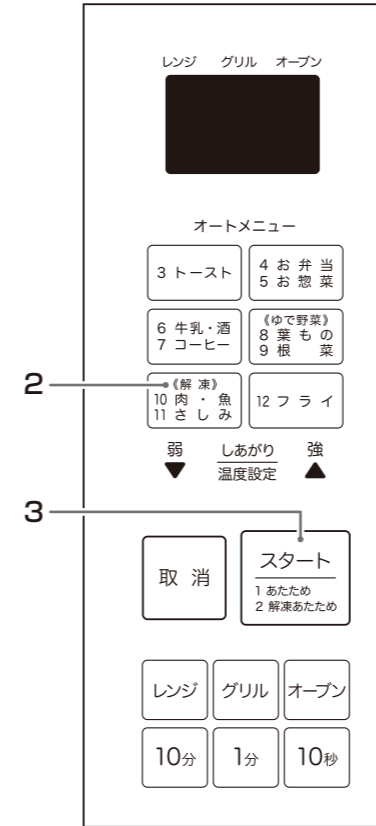 レンジ グリル オーブン
オートメニュー
3 トースト
4 お弁当
5 お惣菜
6 牛乳・酒
7 コーヒー
《ゆで野菜》
8 葉もの
9 根菜
2
《解凍》
10 肉・魚
11 さしみ
12 フライ
弱 しあがり 強
▼ 温度設定 ▲
3
取消
スタート
1 あたため
2 解凍あたため
レンジ グリル オーブン
10分 1分 10秒